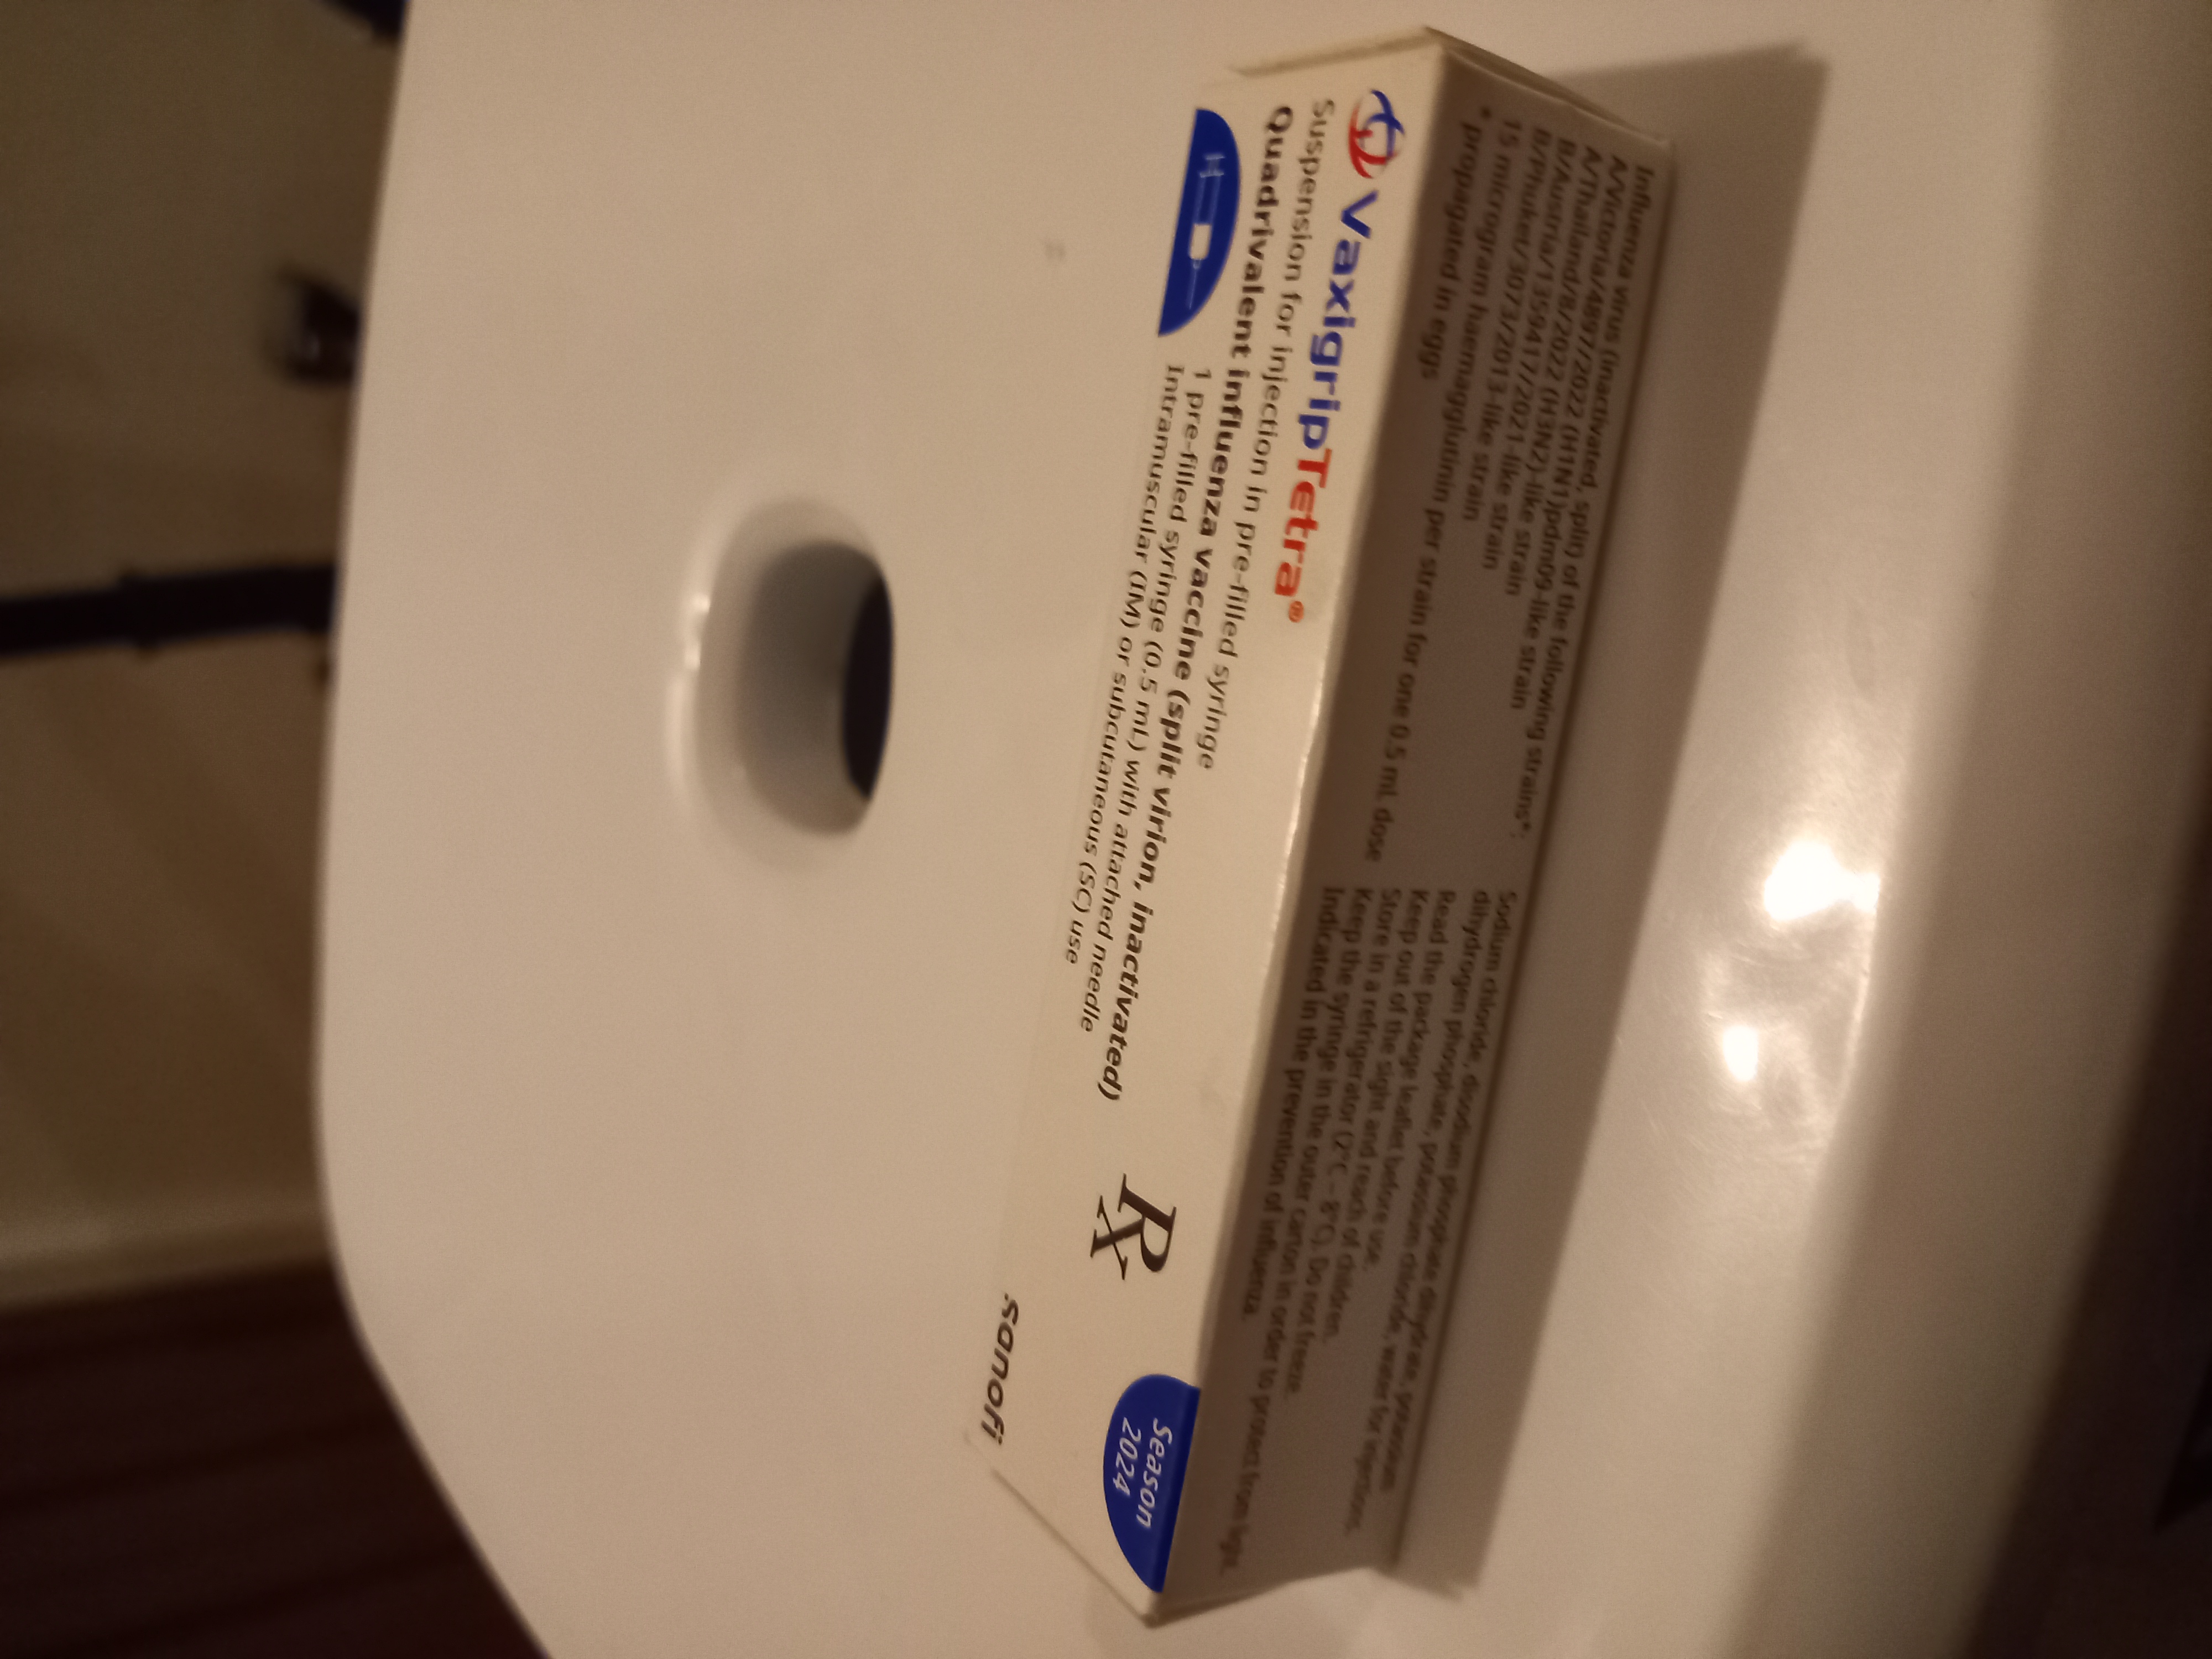 VaxigripTetra®
Suspension for injection in pre-filled syringe
Quadrivalent influenza vaccine (split virion, inactivated)
1 pre-filled syringe (0.5 mL) with attached needle
Intramuscular (IM) or subcutaneous (SC) use
Rx
Season
2024
sanofi
Influenza virus (inactivated, split) of the following strains*:
A/Victoria/4897/2022 (H1N1)pdm09-like strain
A/Thailand/8/2022 (H3N2)-like strain
B/Austria/1359417/2021-like strain
B/Phuket/3073/2013-like strain
15 microgram haemagglutinin per strain for one 0.5 mL dose
* propagated in eggs
Sodium chloride, disodium phosphate dihydrate, potassium
dihydrogen phosphate, potassium chloride, water for injections.
Read the package leaflet before use.
Keep out of the sight and reach of children.
Store in a refrigerator (2°C – 8°C). Do not freeze.
Keep the syringe in the outer carton in order to protect from light.
Indicated in the prevention of influenza.